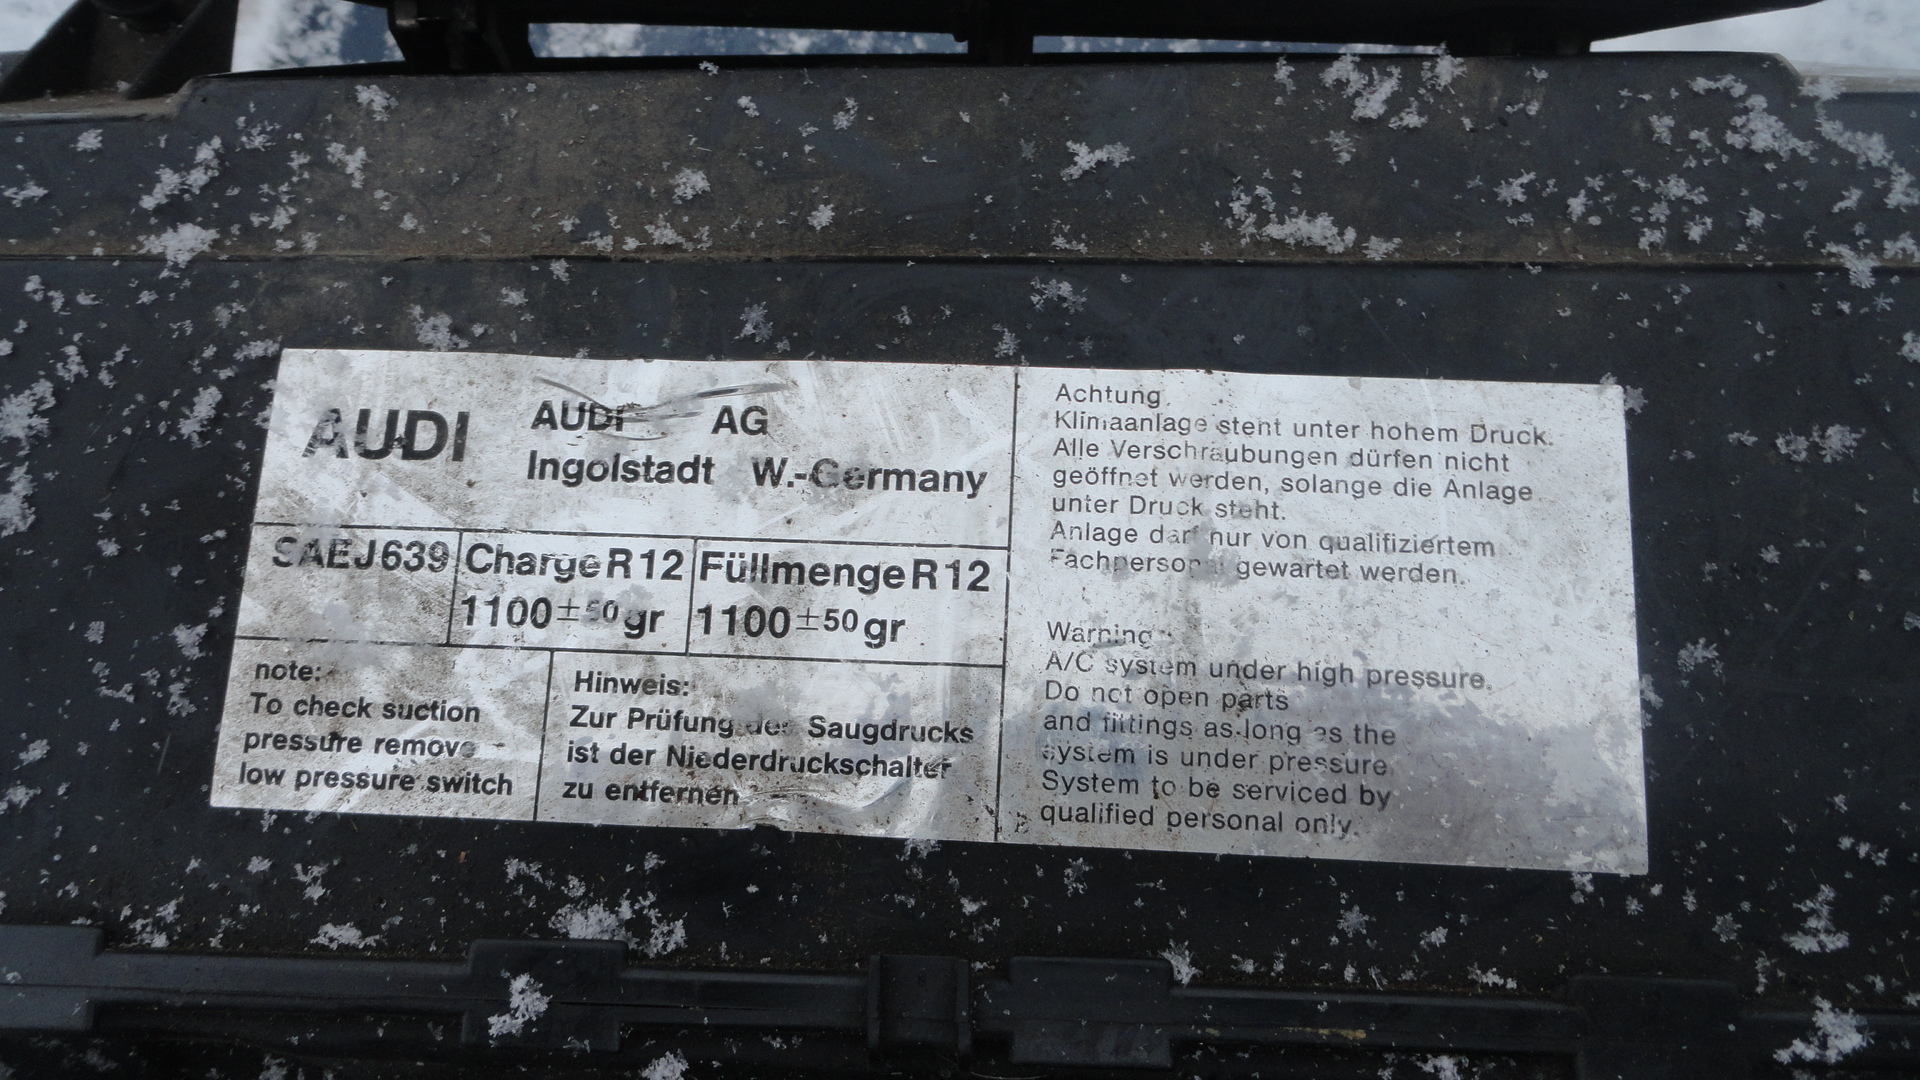 AUDI
AUDI AG
Ingolstadt W.-Germany
SAEJ639
Charge R12
1100 ±50 gr
Füllmenge R12
1100 ±50 gr
note:
To check suction
pressure remove
low pressure switch
Hinweis:
Zur Prüfung des Saugdrucks
ist der Niederdruckschalter
zu entfernen
Achtung
Klimaanlage steht unter hohem Druck.
Alle Verschraubungen dürfen nicht
geöffnet werden, solange die Anlage
unter Druck steht.
Anlage darf nur von qualifiziertem
Fachpersonal gewartet werden.
Warning
A/C system under high pressure.
Do not open parts
and fittings as long as the
system is under pressure
System to be serviced by
qualified personal only.